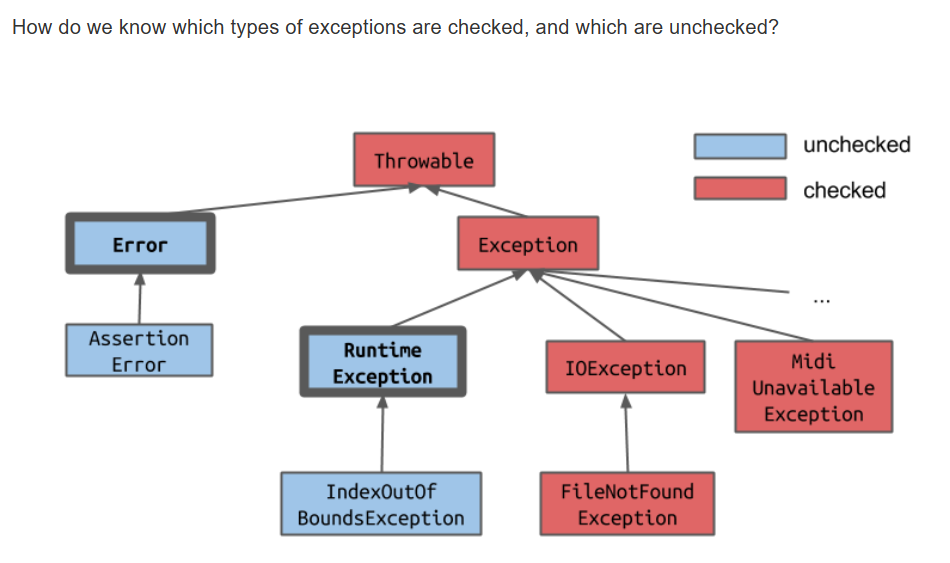 How do we know which types of exceptions are checked, and which are unchecked?
unchecked
Throwable
checked
Error
Exception
...
Assertion
Error
Runtime
Exception
IOException
Midi
Unavailable
Exception
IndexOutOf
BoundsException
FileNotFound
Exception